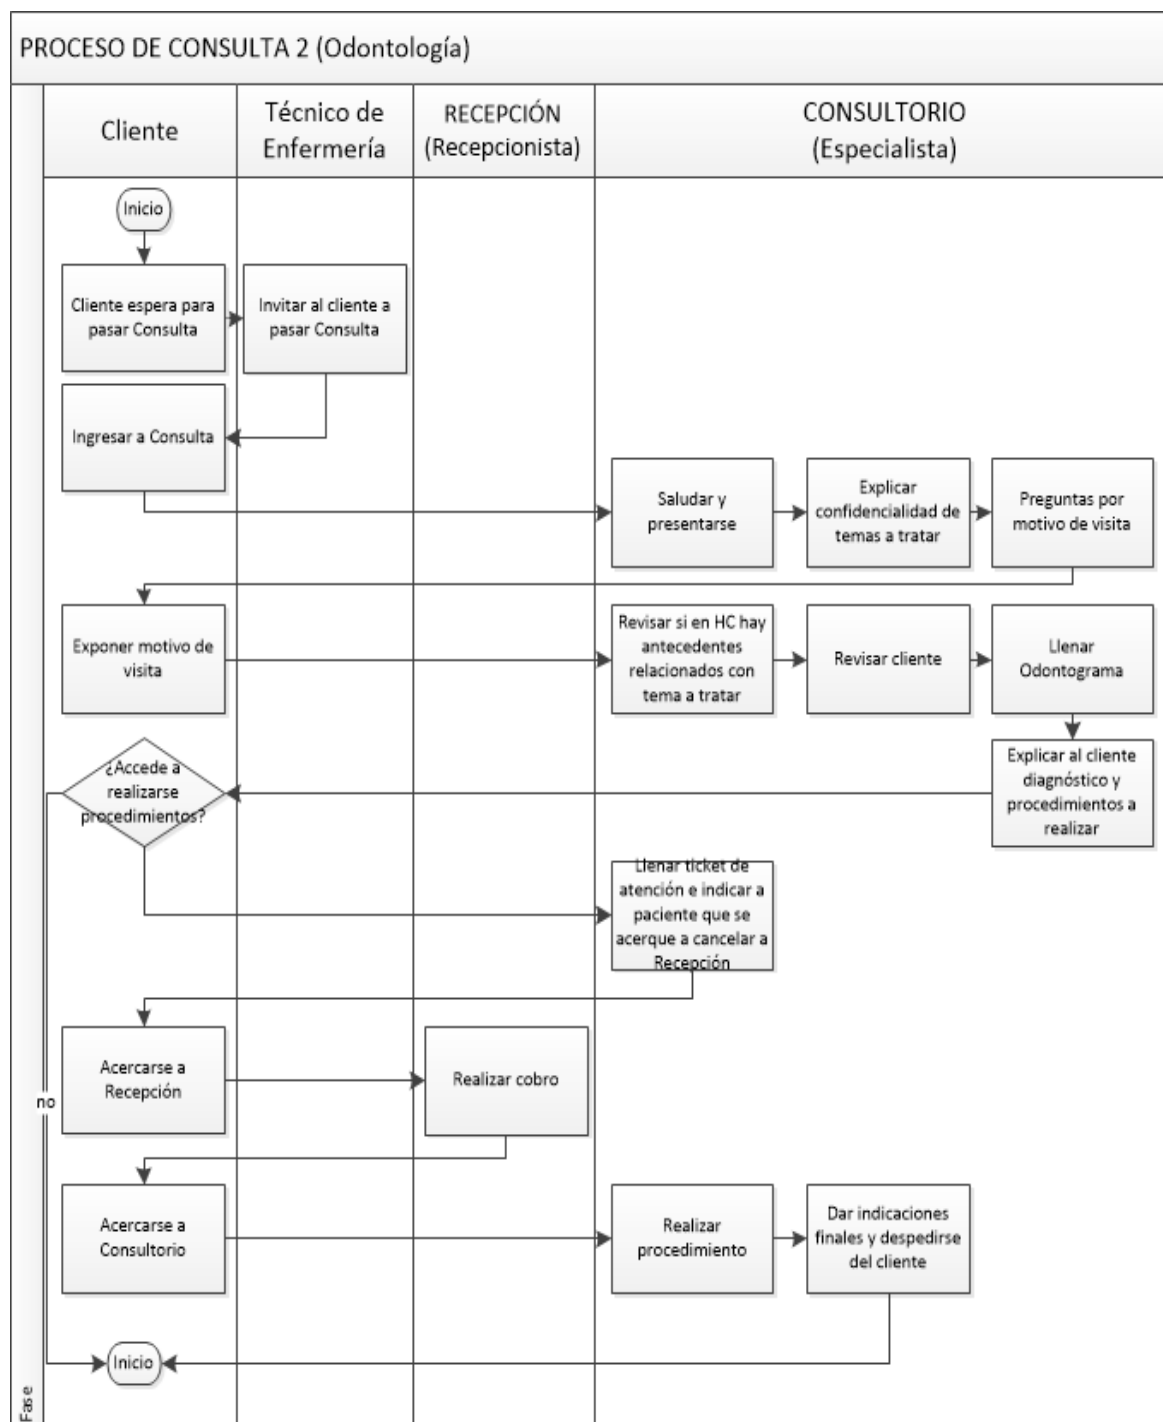 PROCESO DE CONSULTA 2 (Odontología)
Cliente
Técnico de
Enfermería
RECEPCIÓN
(Recepcionista)
CONSULTORIO
(Especialista)
Inicio
Cliente espera para
pasar Consulta
Invitar al cliente a
pasar Consulta
Ingresar a Consulta
Saludar y
presentarse
Explicar
confidencialidad de
temas a tratar
Preguntas por
motivo de visita
Exponer motivo de
visita
Revisar si en HC hay
antecedentes
relacionados con
tema a tratar
Revisar cliente
Llenar
Odontograma
Explicar al cliente
diagnóstico y
procedimientos a
realizar
¿Accede a
realizarse
procedimientos?
Llenar ticket de
atención e indicar a
paciente que se
acerque a cancelar a
Recepción
Acercarse a
Recepción
Realizar cobro
no
Acercarse a
Consultorio
Realizar
procedimiento
Dar indicaciones
finales y despedirse
del cliente
Inicio
Fase